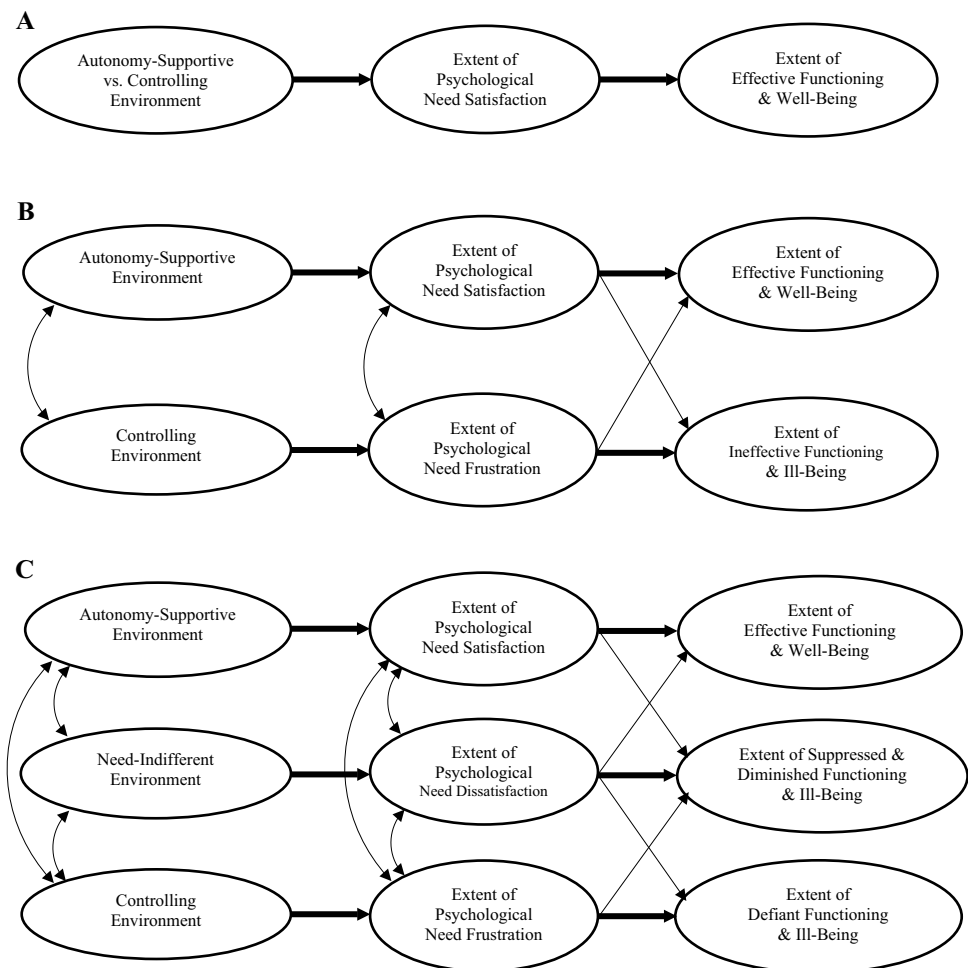 A
Autonomy-Supportive
vs. Controlling
Environment
Extent of
Psychological
Need Satisfaction
Extent of
Effective Functioning
& Well-Being
B
Autonomy-Supportive
Environment
Extent of
Psychological
Need Satisfaction
Extent of
Effective Functioning
& Well-Being
Controlling
Environment
Extent of
Psychological
Need Frustration
Extent of
Ineffective Functioning
& Ill-Being
C
Autonomy-Supportive
Environment
Extent of
Psychological
Need Satisfaction
Extent of
Effective Functioning
& Well-Being
Need-Indifferent
Environment
Extent of
Psychological
Need Dissatisfaction
Extent of Suppressed &
Diminished Functioning
& Ill-Being
Controlling
Environment
Extent of
Psychological
Need Frustration
Extent of
Defiant Functioning
& Ill-Being